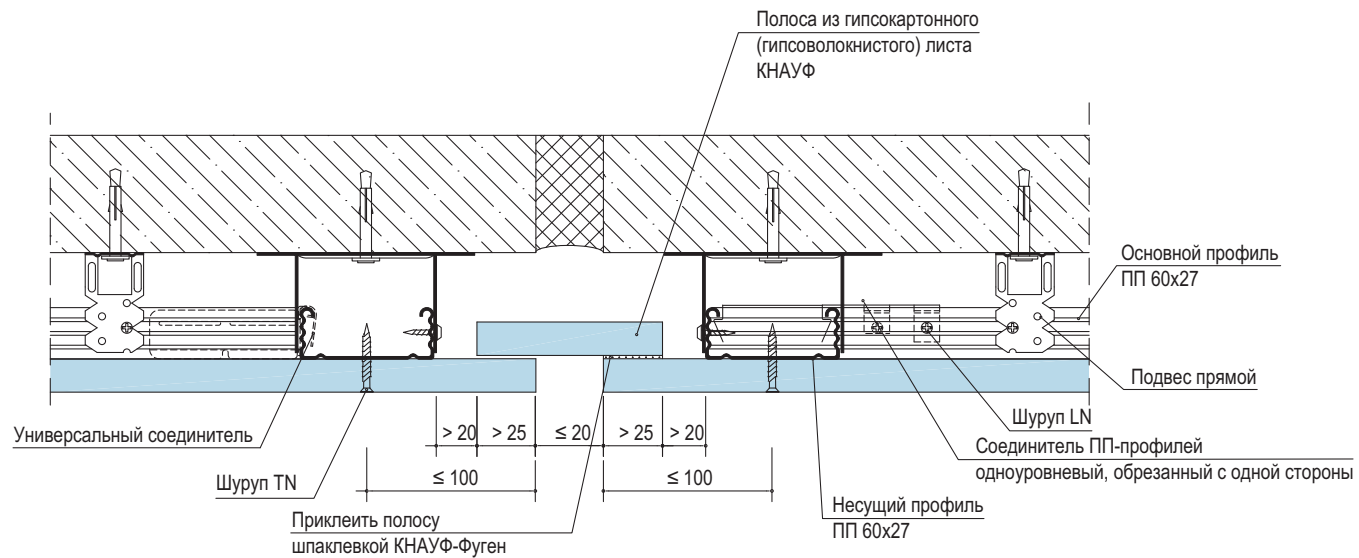 Полоса из гипсокартонного
(гипсоволокнистого) листа
КНАУФ
Основной профиль
ПП 60х27
Подвес прямой
Шуруп LN
Универсальный соединитель
> 20
> 25
≤ 20
> 25
> 20
Соединитель ПП-профилей
одноуровневый, обрезанный с одной стороны
Шуруп TN
≤ 100
≤ 100
Несущий профиль
ПП 60х27
Приклеить полосу
шпаклевкой КНАУФ-Фуген